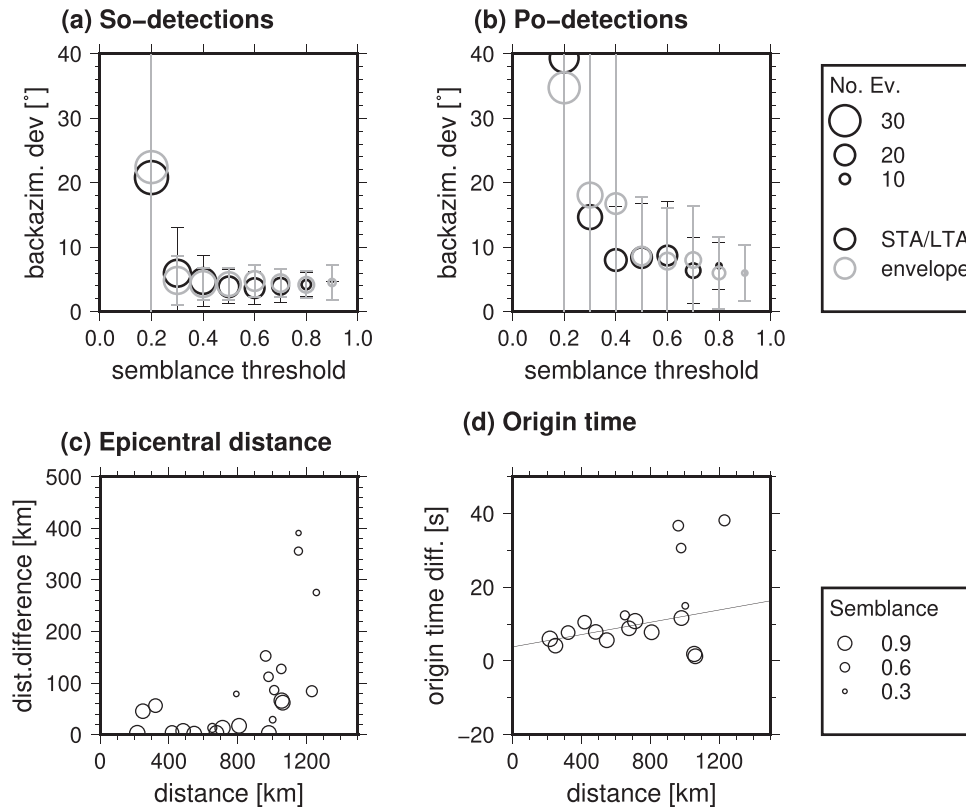 (a) So−detections
(b) Po−detections
backazim. dev [°]
40
30
20
10
0
0.0 0.2 0.4 0.6 0.8 1.0
semblance threshold
backazim. dev [°]
40
30
20
10
0
0.0 0.2 0.4 0.6 0.8 1.0
semblance threshold
No. Ev.
30
20
10
STA/LTA
envelope
(c) Epicentral distance
(d) Origin time
dist.difference [km]
500
400
300
200
100
0
0 400 800 1200
distance [km]
origin time diff. [s]
40
20
0
−20
0 400 800 1200
distance [km]
Semblance
0.9
0.6
0.3